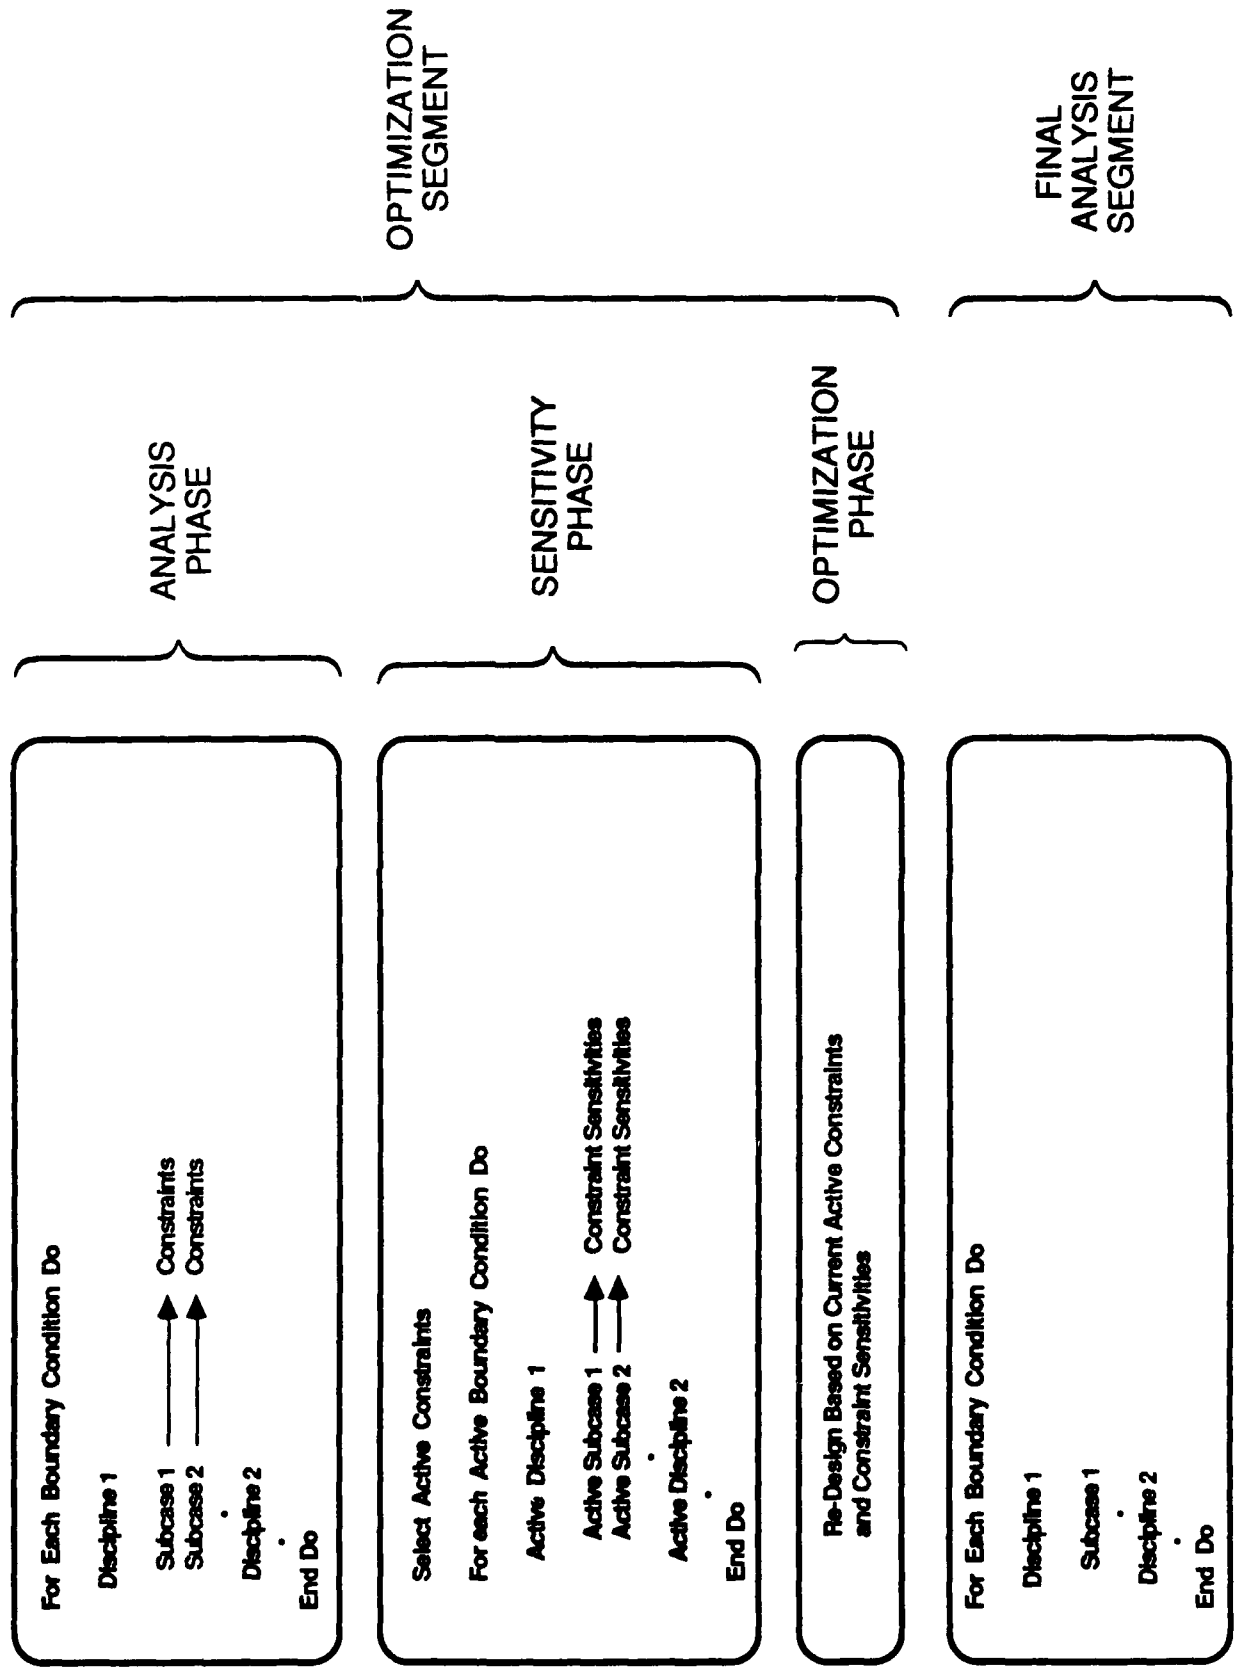 For Each Boundary Condition Do
Discipline 1
Subcase 1 Constraints
Subcase 2 Constraints
.
Discipline 2
.
End Do
ANALYSIS
PHASE
Select Active Constraints
For each Active Boundary Condition Do
Active Discipline 1
Active Subcase 1 Constraint Sensitivities
Active Subcase 2 Constraint Sensitivities
.
Active Discipline 2
.
End Do
SENSITIVITY
PHASE
Re-Design Based on Current Active Constraints
and Constraint Sensitivities
OPTIMIZATION
PHASE
OPTIMIZATION
SEGMENT
For Each Boundary Condition Do
Discipline 1
Subcase 1
.
Discipline 2
.
End Do
FINAL
ANALYSIS
SEGMENT